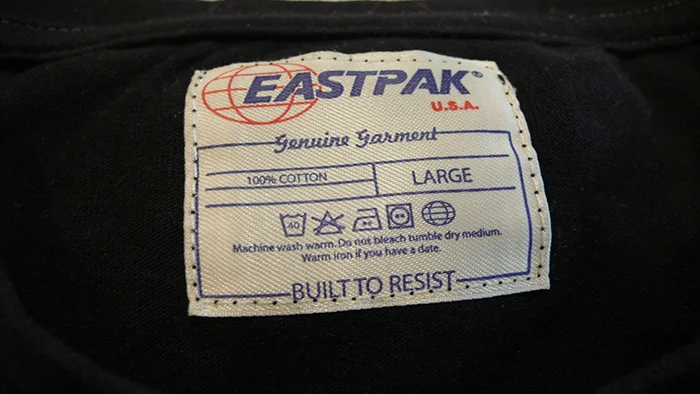 EASTPAK®
U.S.A.
Genuine Garment
100% COTTON
LARGE
40
Machine wash warm. Do not bleach tumble dry medium.
Warm iron if you have a date.
BUILT TO RESIST